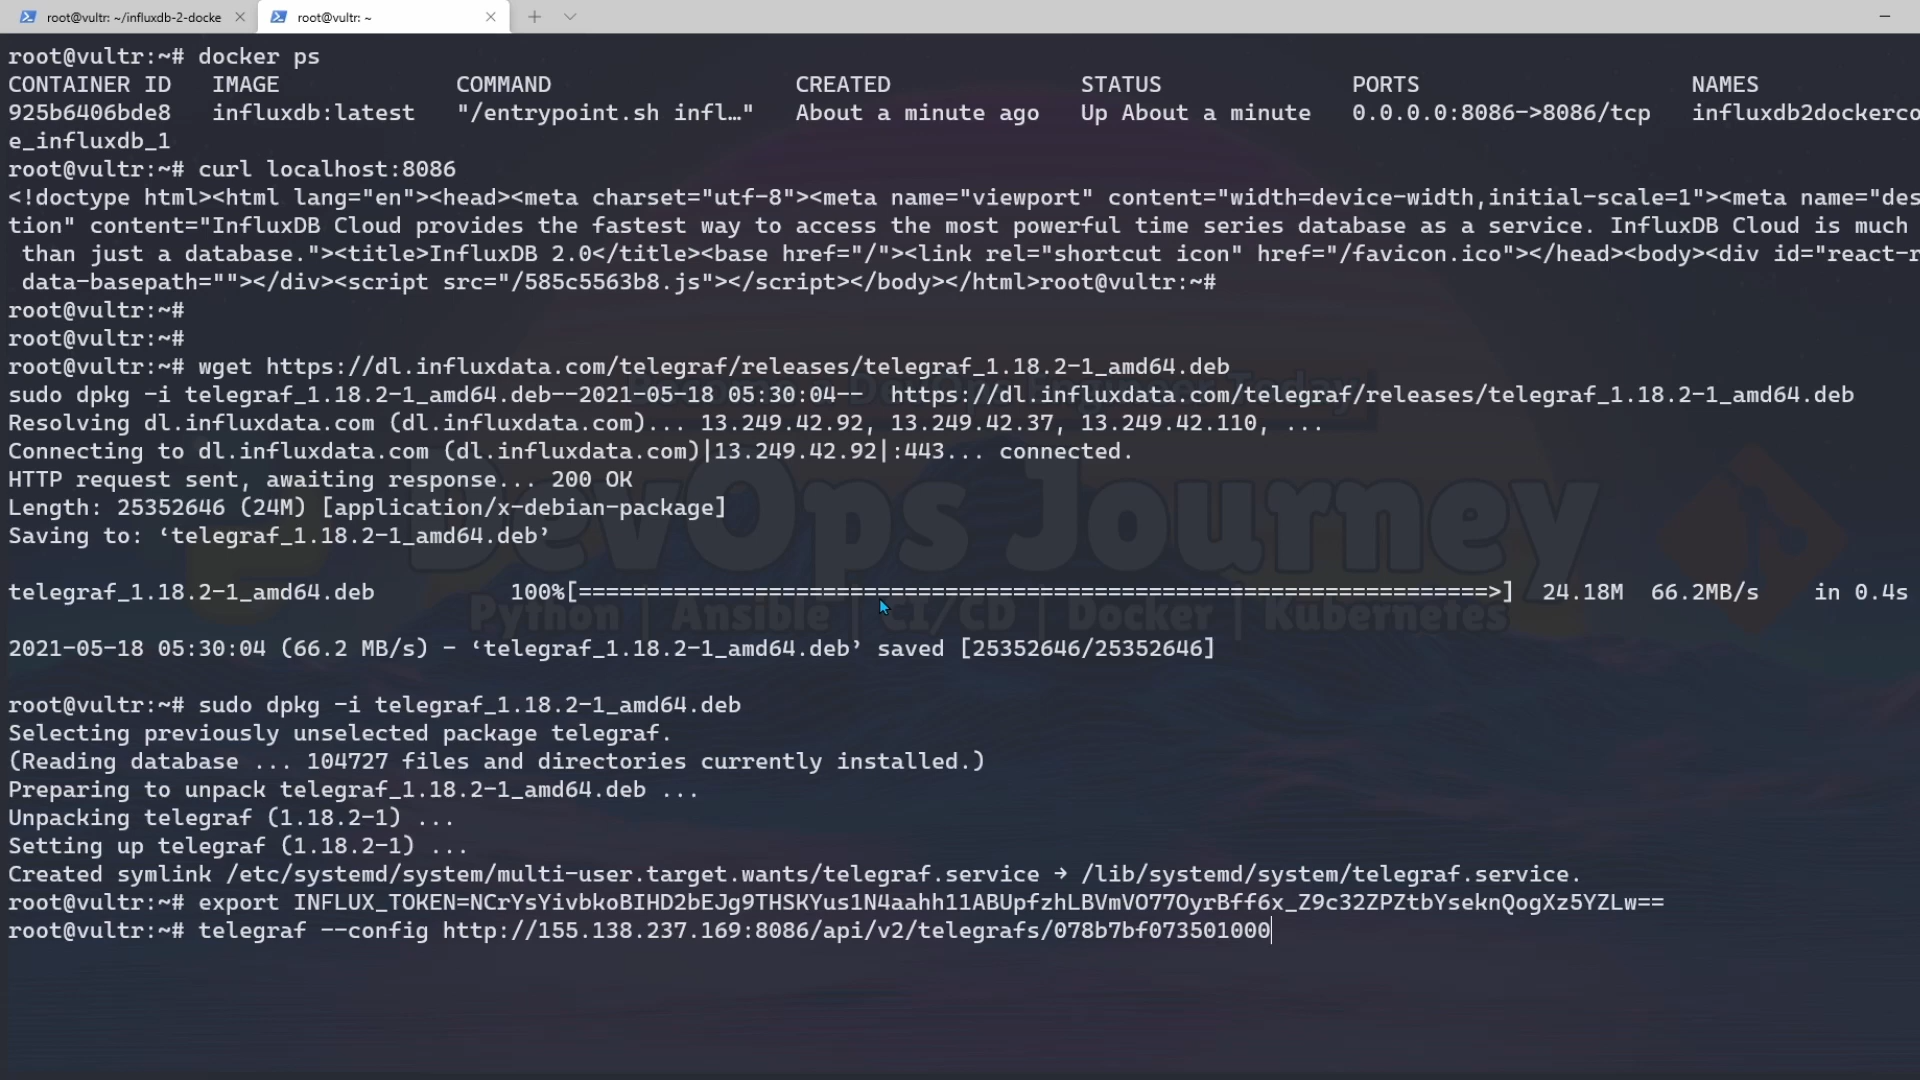 root@vultr: ~/influxdb-2-docke
root@vultr: ~
root@vultr:~# docker ps
CONTAINER ID   IMAGE             COMMAND                  CREATED              STATUS              PORTS                    NAMES
925b6406bde8   influxdb:latest   "/entrypoint.sh infl…"   About a minute ago   Up About a minute   0.0.0.0:8086->8086/tcp   influxdb2dockerco
e_influxdb_1
root@vultr:~# curl localhost:8086
<!doctype html><html lang="en"><head><meta charset="utf-8"><meta name="viewport" content="width=device-width,initial-scale=1"><meta name="des
tion" content="InfluxDB Cloud provides the fastest way to access the most powerful time series database as a service. InfluxDB Cloud is much
than just a database."><title>InfluxDB 2.0</title><base href="/"><link rel="shortcut icon" href="/favicon.ico"></head><body><div id="react-r
data-basepath=""></div><script src="/585c5563b8.js"></script></body></html>root@vultr:~#
root@vultr:~#
root@vultr:~#
root@vultr:~# wget https://dl.influxdata.com/telegraf/releases/telegraf_1.18.2-1_amd64.deb
sudo dpkg -i telegraf_1.18.2-1_amd64.deb--2021-05-18 05:30:04--  https://dl.influxdata.com/telegraf/releases/telegraf_1.18.2-1_amd64.deb
Resolving dl.influxdata.com (dl.influxdata.com)... 13.249.42.92, 13.249.42.37, 13.249.42.110, ...
Connecting to dl.influxdata.com (dl.influxdata.com)|13.249.42.92|:443... connected.
HTTP request sent, awaiting response... 200 OK
Length: 25352646 (24M) [application/x-debian-package]
Saving to: ‘telegraf_1.18.2-1_amd64.deb’
telegraf_1.18.2-1_amd64.deb          100%[===================================================================>]  24.18M  66.2MB/s    in 0.4s
2021-05-18 05:30:04 (66.2 MB/s) - ‘telegraf_1.18.2-1_amd64.deb’ saved [25352646/25352646]
root@vultr:~# sudo dpkg -i telegraf_1.18.2-1_amd64.deb
Selecting previously unselected package telegraf.
(Reading database ... 104727 files and directories currently installed.)
Preparing to unpack telegraf_1.18.2-1_amd64.deb ...
Unpacking telegraf (1.18.2-1) ...
Setting up telegraf (1.18.2-1) ...
Created symlink /etc/systemd/system/multi-user.target.wants/telegraf.service → /lib/systemd/system/telegraf.service.
root@vultr:~# export INFLUX_TOKEN=NCrYsYivbkoBIHD2bEJg9THSKYus1N4aahh11ABUpfzhLBVmVO77OyrBff6x_Z9c32ZPZtbYseknQogXz5YZLw==
root@vultr:~# telegraf --config http://155.138.237.169:8086/api/v2/telegrafs/078b7bf073501000
Become a DevOps Engineer Today
DevOps Journey
Python | Ansible | CI/CD | Docker | Kubernetes